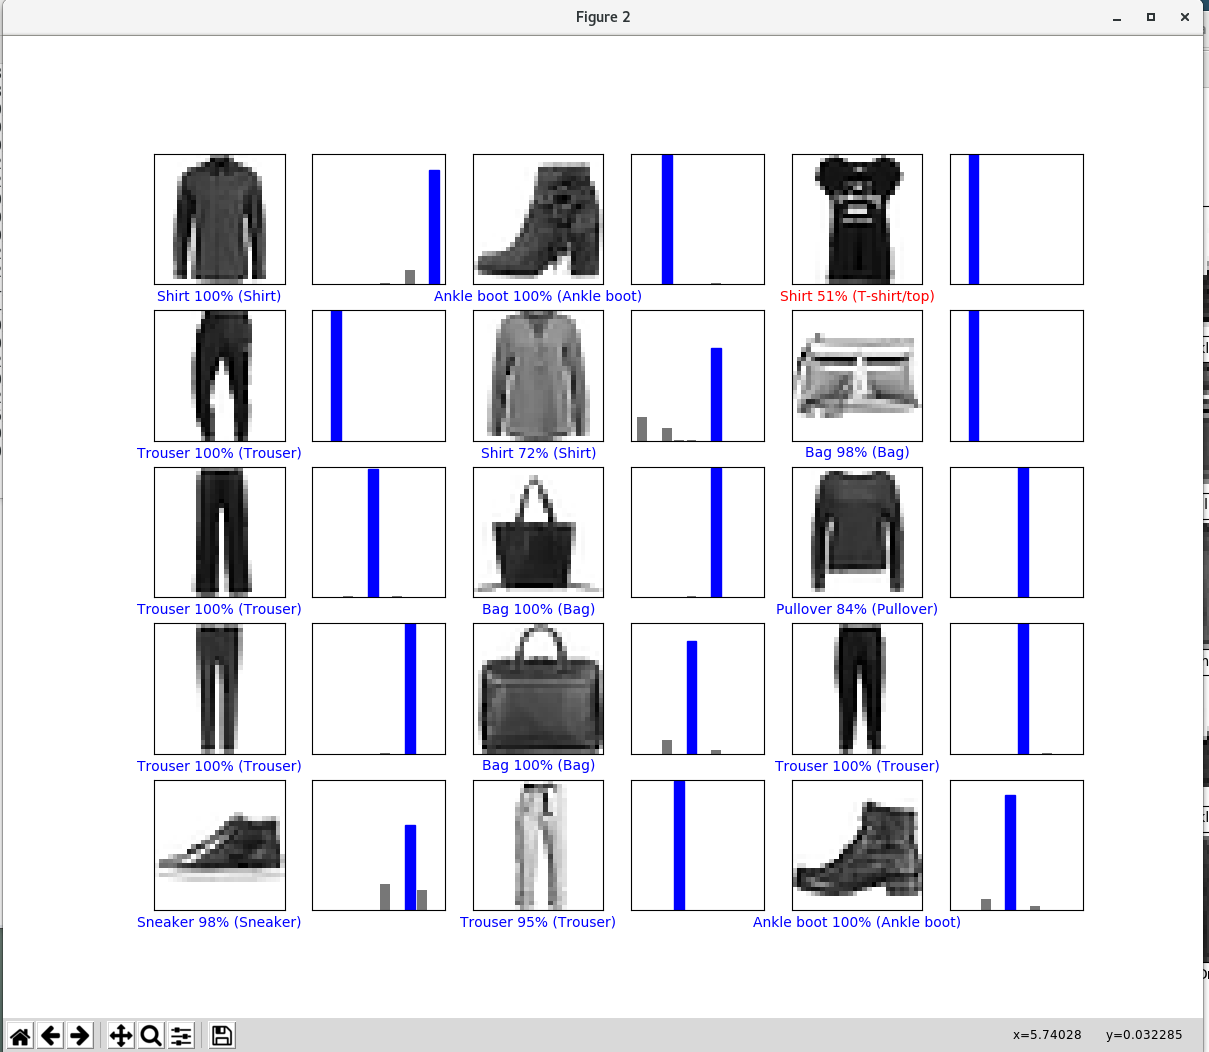 Figure 2
Shirt 100% (Shirt)
Ankle boot 100% (Ankle boot)
Shirt 51% (T-shirt/top)
Trouser 100% (Trouser)
Shirt 72% (Shirt)
Bag 98% (Bag)
Trouser 100% (Trouser)
Bag 100% (Bag)
Pullover 84% (Pullover)
Trouser 100% (Trouser)
Bag 100% (Bag)
Trouser 100% (Trouser)
Sneaker 98% (Sneaker)
Trouser 95% (Trouser)
Ankle boot 100% (Ankle boot)
x=5.74028 y=0.032285